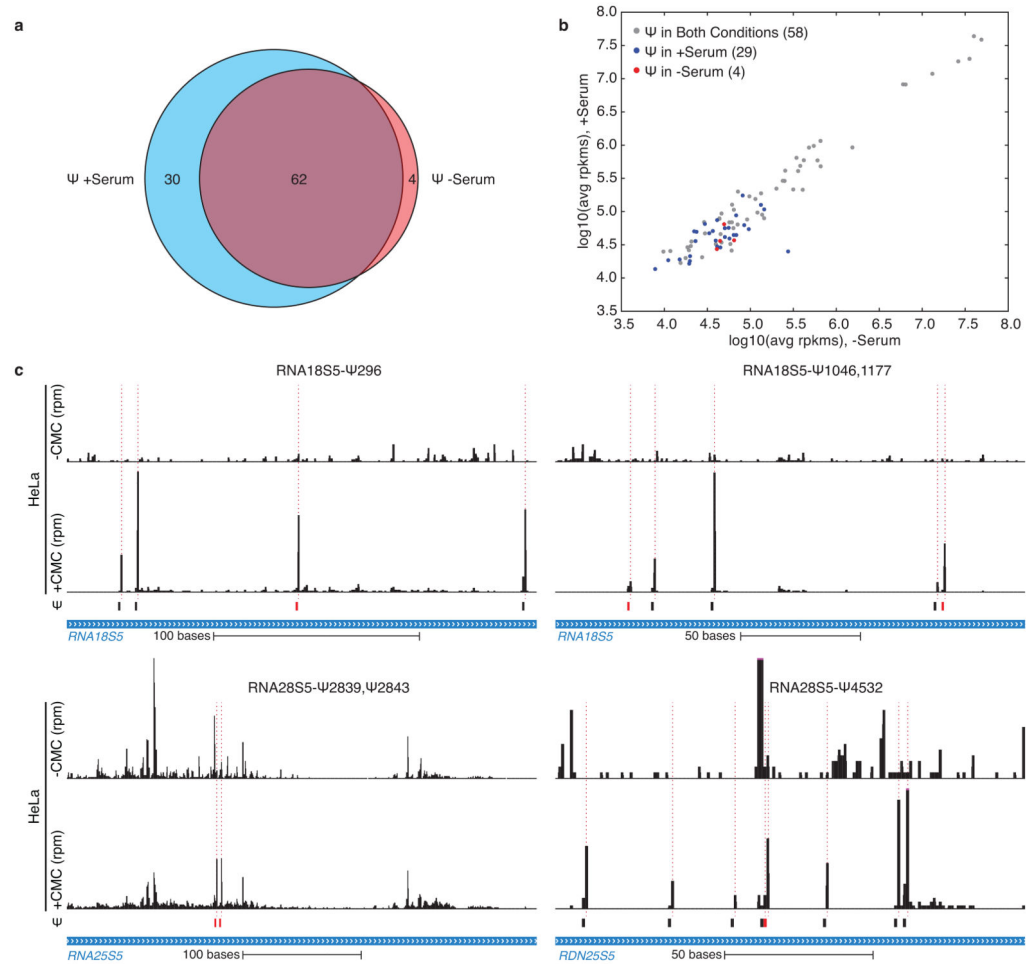 a
Ψ +Serum
30
62
4
Ψ -Serum
b
log10(avg rpkms), +Serum
8.0
7.5
7.0
6.5
6.0
5.5
5.0
4.5
4.0
3.5
Ψ in Both Conditions (58)
Ψ in +Serum (29)
Ψ in -Serum (4)
3.5 4.0 4.5 5.0 5.5 6.0 6.5 7.0 7.5 8.0
log10(avg rpkms), -Serum
c
RNA18S5-Ψ296
HeLa
-CMC (rpm)
+CMC (rpm)
Ψ
RNA18S5
100 bases
RNA18S5-Ψ1046,1177
RNA18S5
50 bases
RNA28S5-Ψ2839,Ψ2843
HeLa
-CMC (rpm)
+CMC (rpm)
Ψ
RNA25S5
100 bases
RNA28S5-Ψ4532
RDN25S5
50 bases